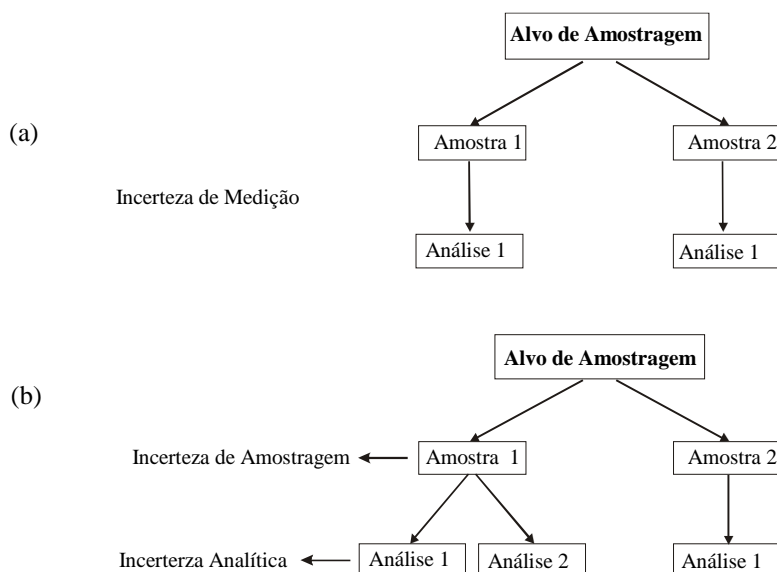 Alvo de Amostragem
(a)
Amostra 1
Amostra 2
Incerteza de Medição
Análise 1
Análise 1
Alvo de Amostragem
(b)
Incerteza de Amostragem
Amostra 1
Amostra 2
Incerterza Analítica
Análise 1
Análise 2
Análise 1